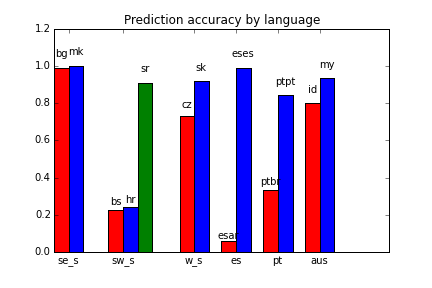 Prediction accuracy by language
1.2
1.0
0.8
0.6
0.4
0.2
0.0
bg mk sr bs hr sk cz eses esar ptpt ptbr my id
se_s sw_s w_s es pt aus